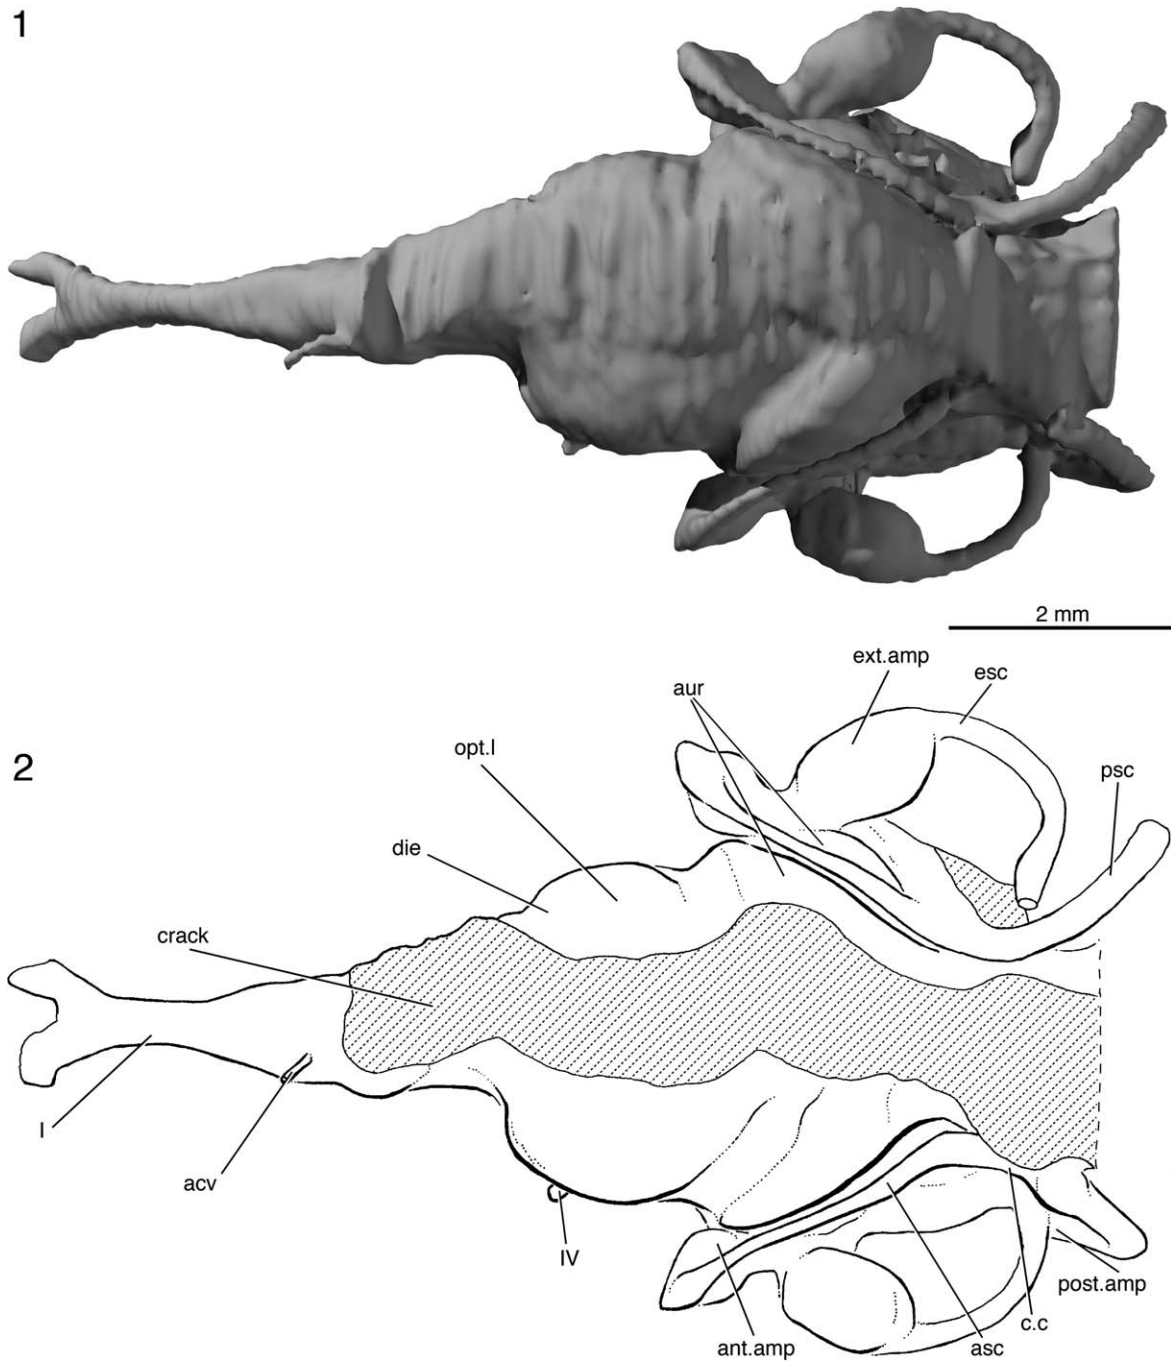 1
2 mm
ext.amp
esc
aur
opt.l
psc
2
die
crack
I
acv
IV
post.amp
c.c
ant.amp
asc